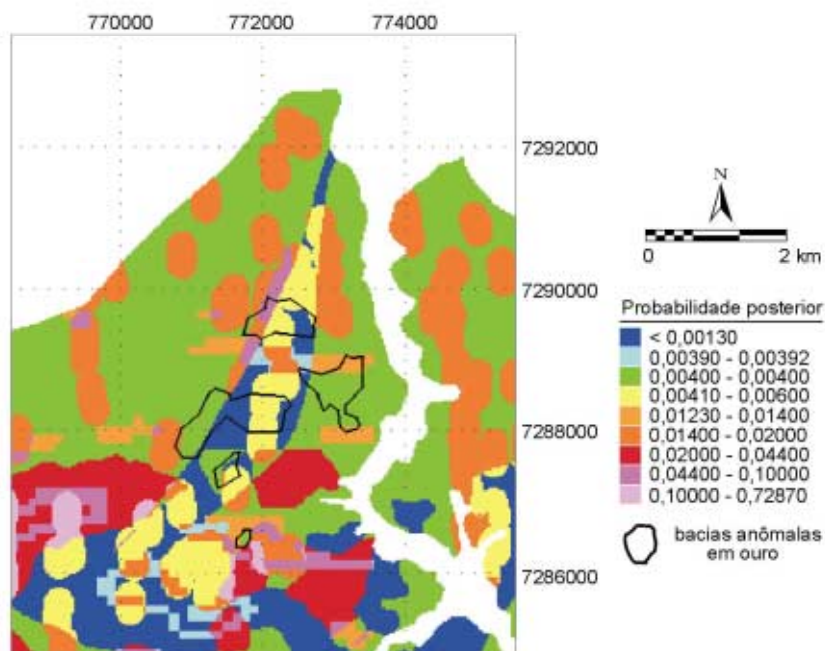 770000 772000 774000
7292000
7290000
7288000
7286000
N
0 2 km
Probabilidade posterior
< 0,00130
0,00390 - 0,00392
0,00400 - 0,00400
0,00410 - 0,00600
0,01230 - 0,01400
0,01400 - 0,02000
0,02000 - 0,04400
0,04400 - 0,10000
0,10000 - 0,72870
bacias anômalas
em ouro